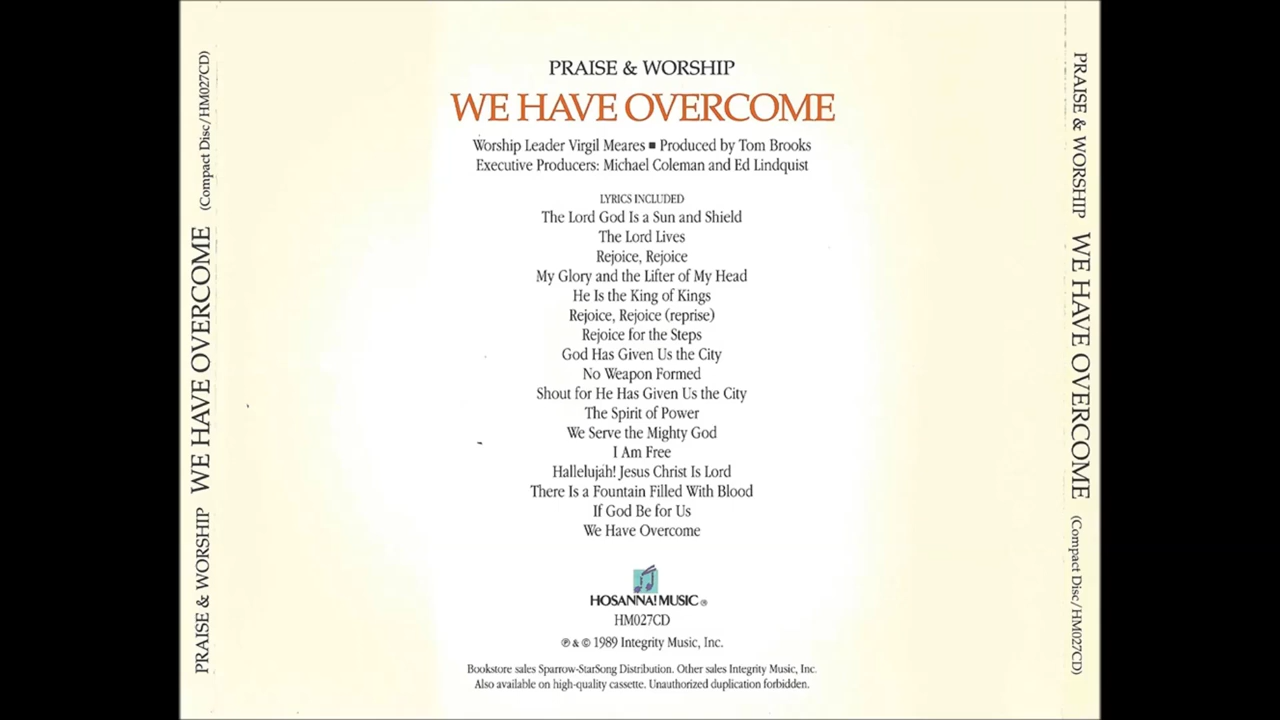 PRAISE & WORSHIP WE HAVE OVERCOME (Compact Disc/HM027CD)
PRAISE & WORSHIP
WE HAVE OVERCOME
Worship Leader Virgil Meares ■ Produced by Tom Brooks
Executive Producers: Michael Coleman and Ed Lindquist
LYRICS INCLUDED
The Lord God Is a Sun and Shield
The Lord Lives
Rejoice, Rejoice
My Glory and the Lifter of My Head
He Is the King of Kings
Rejoice, Rejoice (reprise)
Rejoice for the Steps
God Has Given Us the City
No Weapon Formed
Shout for He Has Given Us the City
The Spirit of Power
We Serve the Mighty God
I Am Free
Hallelujah! Jesus Christ Is Lord
There Is a Fountain Filled With Blood
If God Be for Us
We Have Overcome
HOSANNA! MUSIC ®
HM027CD
℗ & © 1989 Integrity Music, Inc.
Bookstore sales Sparrow-StarSong Distribution. Other sales Integrity Music, Inc.
Also available on high-quality cassette. Unauthorized duplication forbidden.
PRAISE & WORSHIP WE HAVE OVERCOME (Compact Disc/HM027CD)